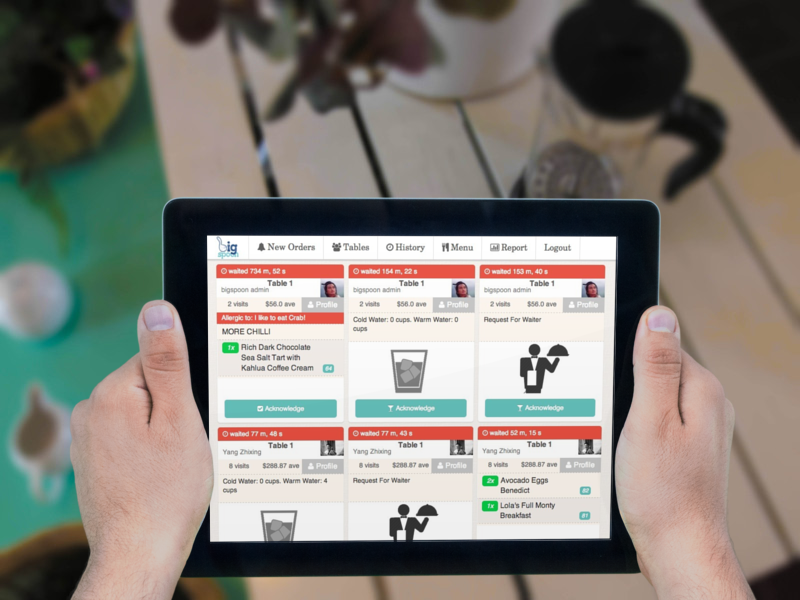 big
spoon
New Orders
Tables
History
Menu
Report
Logout
waited 734 m, 52 s
Table 1
bigspoon admin
2 visits
$56.0 ave
Profile
Allergic to: I like to eat Crab!
MORE CHILLI
1x
Rich Dark Chocolate
Sea Salt Tart with
Kahlua Coffee Cream
84
Acknowledge
waited 154 m, 22 s
Table 1
bigspoon admin
2 visits
$56.0 ave
Profile
Cold Water: 0 cups. Warm Water: 0
cups
Acknowledge
waited 153 m, 40 s
Table 1
bigspoon admin
2 visits
$56.0 ave
Profile
Request For Waiter
Acknowledge
waited 77 m, 48 s
Table 1
Yang Zhixing
8 visits
$288.87 ave
Profile
Cold Water: 0 cups. Warm Water: 4
cups
waited 77 m, 43 s
Table 1
Yang Zhixing
8 visits
$288.87 ave
Profile
Request For Waiter
waited 52 m, 15 s
Table 1
Yang Zhixing
8 visits
$288.87 ave
Profile
2x
Avocado Eggs
Benedict
1x
Lola's Full Monty
Breakfast